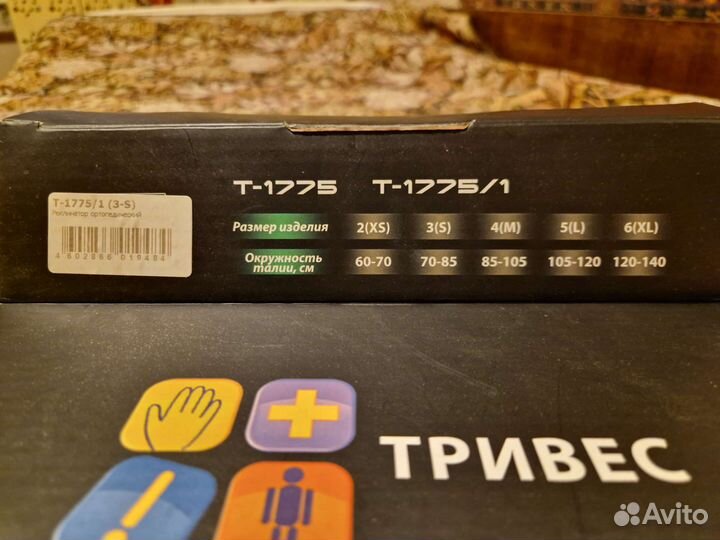 T-1775/1 (3-S)
Реклинатор ортопедический
4 602866 019484
T-1775 T-1775/1
Размер изделия 2(XS) 3(S) 4(M) 5(L) 6(XL)
Окружность талии, см 60-70 70-85 85-105 105-120 120-140
ТРИВЕС
Avito